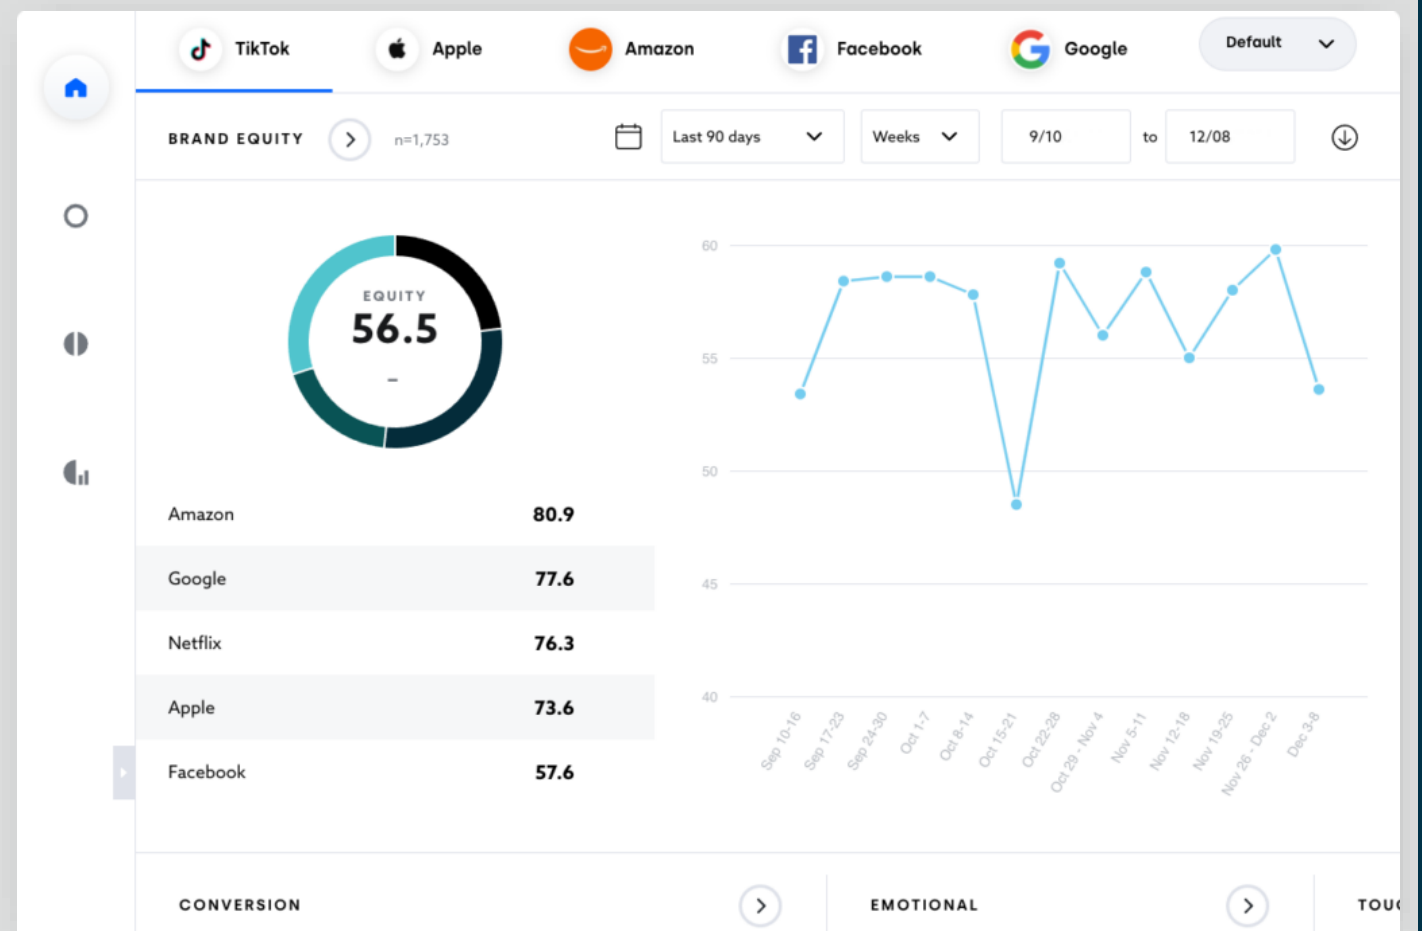 TikTok
Apple
Amazon
Facebook
Google
Default
BRAND EQUITY
n=1,753
Last 90 days
Weeks
9/10
to
12/08
EQUITY
56.5
–
Amazon 80.9
Google 77.6
Netflix 76.3
Apple 73.6
Facebook 57.6
60
55
50
45
40
Sep 10-16
Sep 17-23
Sep 24-30
Oct 1-7
Oct 8-14
Oct 15-21
Oct 22-28
Oct 29 - Nov 4
Nov 5-11
Nov 12-18
Nov 19-25
Nov 26 - Dec 2
Dec 3-8
CONVERSION
EMOTIONAL